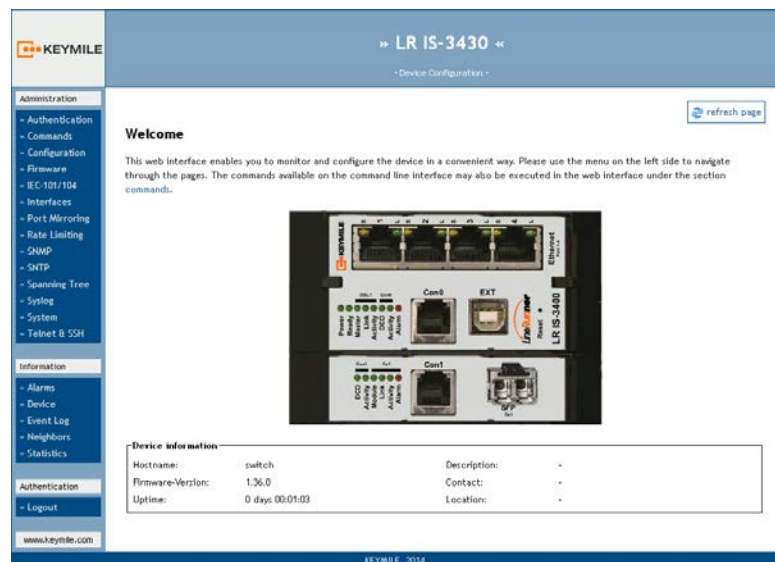 KEYMILE
» LR IS-3430 «
- Device Configuration -
Administration
» Authentication
» Commands
» Configuration
» Firmware
» IEC-101/104
» Interfaces
» Port Mirroring
» Rate Limiting
» SNMP
» SNTP
» Spanning Tree
» Syslog
» System
» Telnet & SSH
Information
» Alarms
» Device
» Event Log
» Neighbors
» Statistics
Authentication
» Logout
www.keymile.com
refresh page
Welcome
This web interface enables you to monitor and configure the device in a convenient way. Please use the menu on the left side to navigate
through the pages. The commands available on the command line interface may also be executed in the web interface under the section
commands.
S 1 L S 2 L S 3 L S 4 L
KEYMILE
Ethernet
Con0
EXT
Power
Ready
Master
Link
Activity
DCD
Activity
Alarm
LineRunner
Reset
LR IS-3400
Con1
DCD
Activity
Module
Link
Activity
Alarm
SFP
Device information
Hostname: switch Description: -
Firmware-Version: 1.36.0 Contact: -
Uptime: 0 days 00:01:03 Location: -
KEYMILE, 2014